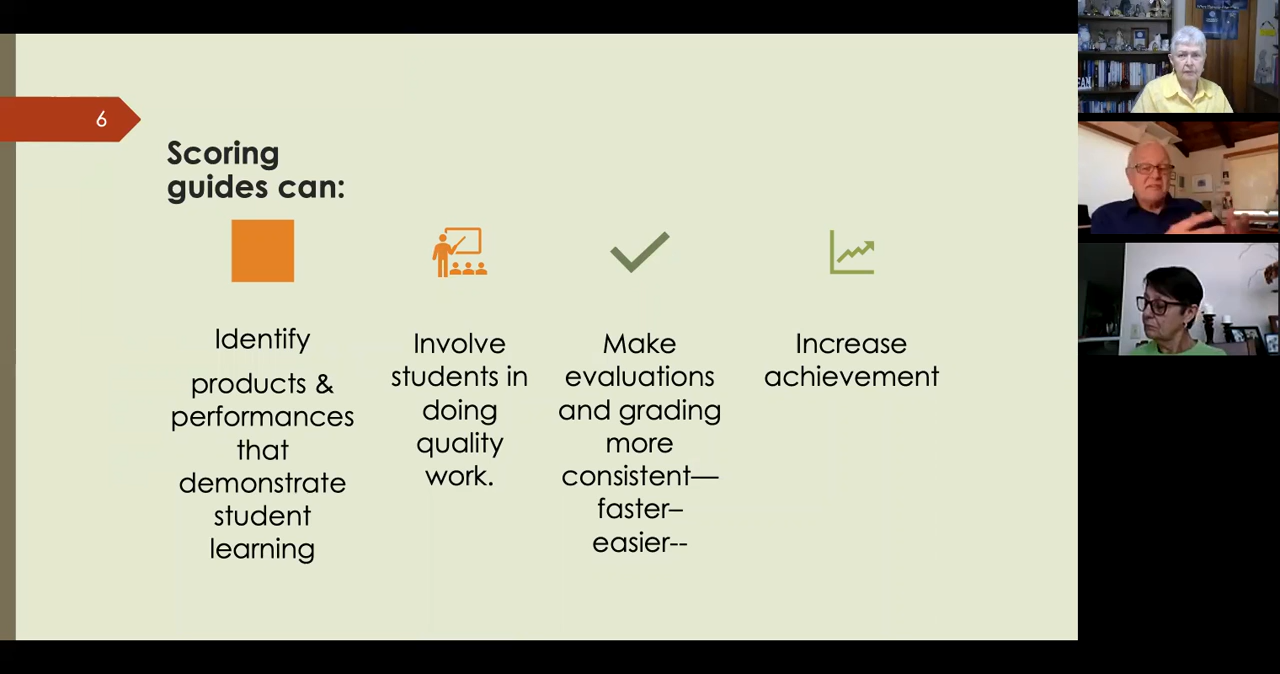 6
Scoring
guides can:
Identify
products &
performances
that
demonstrate
student
learning
Involve
students in
doing
quality
work.
Make
evaluations
and grading
more
consistent—
faster–
easier--
Increase
achievement